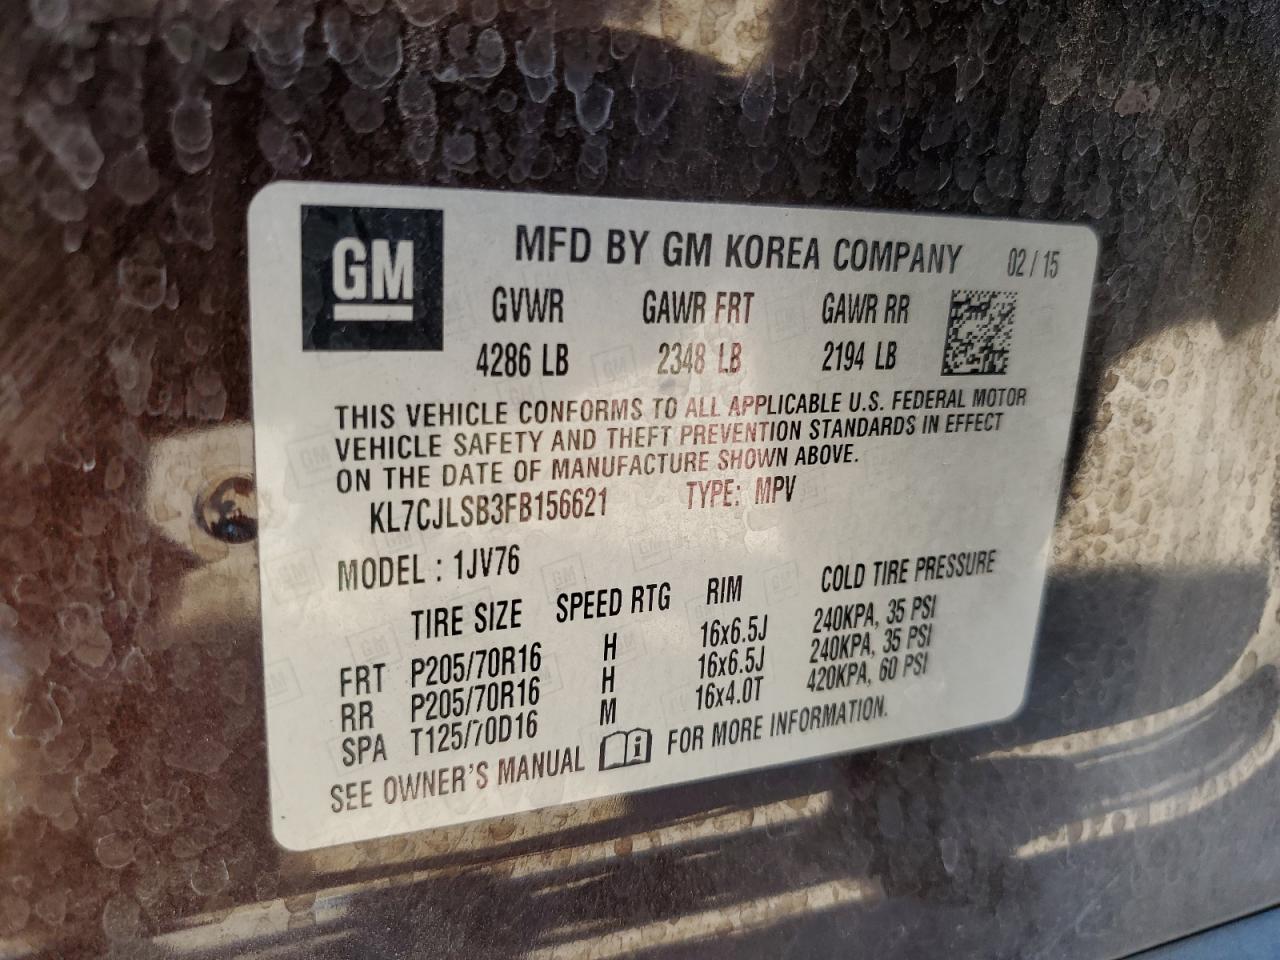 GM
MFD BY GM KOREA COMPANY 02 / 15
GVWR GAWR FRT GAWR RR
4286 LB 2348 LB 2194 LB
THIS VEHICLE CONFORMS TO ALL APPLICABLE U.S. FEDERAL MOTOR
VEHICLE SAFETY AND THEFT PREVENTION STANDARDS IN EFFECT
ON THE DATE OF MANUFACTURE SHOWN ABOVE.
KL7CJLSB3FB156621 TYPE: MPV
MODEL : 1JV76
TIRE SIZE SPEED RTG RIM COLD TIRE PRESSURE
FRT P205/70R16 H 16x6.5J 240KPA, 35 PSI
RR P205/70R16 H 16x6.5J 240KPA, 35 PSI
SPA T125/70D16 M 16x4.0T 420KPA, 60 PSI
SEE OWNER'S MANUAL i FOR MORE INFORMATION.